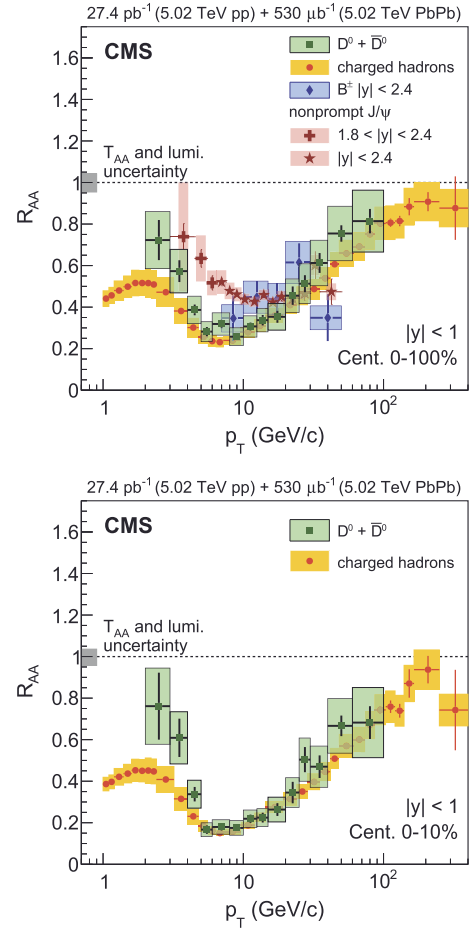 27.4 pb⁻¹ (5.02 TeV pp) + 530 μb⁻¹ (5.02 TeV PbPb)
CMS
D⁰ + D̅⁰
charged hadrons
B± |y| < 2.4
nonprompt J/ψ
1.8 < |y| < 2.4
|y| < 2.4
T_AA and lumi.
uncertainty
R_AA
1.6
1.4
1.2
1
0.8
0.6
0.4
0.2
0
|y| < 1
Cent. 0-100%
1 10 10²
p_T (GeV/c)
27.4 pb⁻¹ (5.02 TeV pp) + 530 μb⁻¹ (5.02 TeV PbPb)
CMS
D⁰ + D̅⁰
charged hadrons
T_AA and lumi.
uncertainty
R_AA
1.6
1.4
1.2
1
0.8
0.6
0.4
0.2
0
|y| < 1
Cent. 0-10%
1 10 10²
p_T (GeV/c)